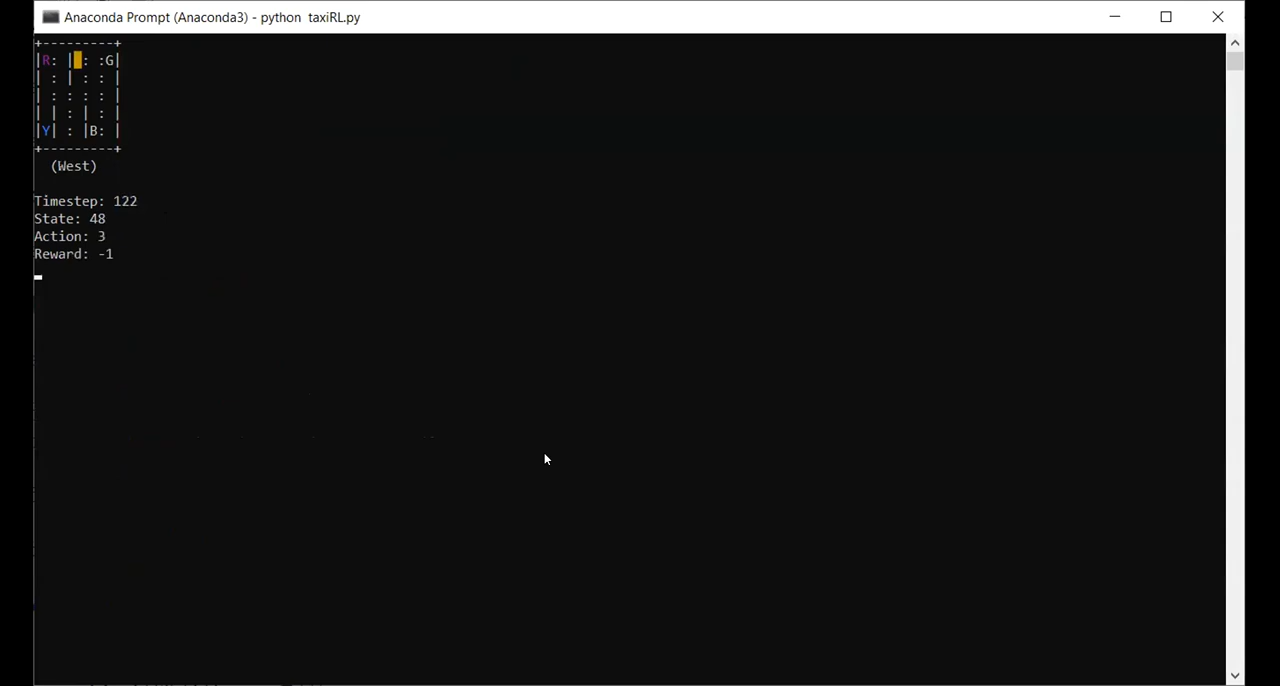 Anaconda Prompt (Anaconda3) - python  taxiRL.py
+---------+
|R: | : :G|
| : | : : |
| : : : : |
| | : | : |
|Y| : |B: |
+---------+
  (West)
Timestep: 122
State: 48
Action: 3
Reward: -1